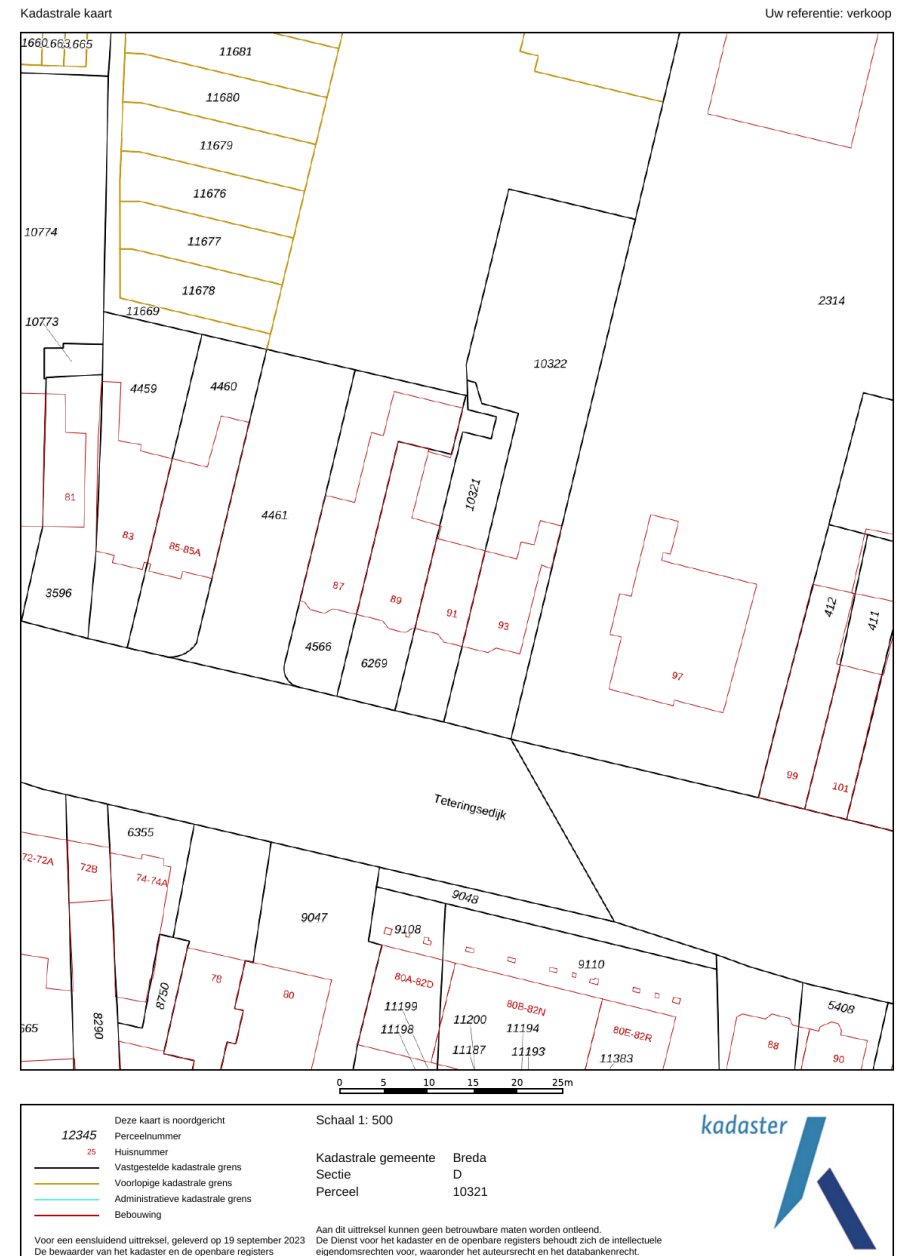 Kadastrale kaart Uw referentie: verkoop
11681
11680
11679
11676
11677
11678
11669
10774
10773
2314
10322
4459
4460
10321
4461
81
83
85-85A
87
89
91
93
97
3596
4566
6269
412
411
99
101
Teteringsedijk
6355
72-72A
72B
74-74A
9047
9048
9108
9110
78
80
8750
8290
80A-82D
80B-82N
80E-82R
11199
11198
11200
11187
11194
11193
11383
5408
88
90
0 5 10 15 20 25m
Deze kaart is noordgericht
12345 Perceelnummer
25 Huisnummer
Vastgestelde kadastrale grens
Voorlopige kadastrale grens
Administratieve kadastrale grens
Bebouwing
Schaal 1: 500
Kadastrale gemeente Breda
Sectie D
Perceel 10321
kadaster
Voor een eensluidend uittreksel, geleverd op 19 september 2023
De bewaarder van het kadaster en de openbare registers
Aan dit uittreksel kunnen geen betrouwbare maten worden ontleend.
De Dienst voor het kadaster en de openbare registers behoudt zich de intellectuele
eigendomsrechten voor, waaronder het auteursrecht en het databankenrecht.